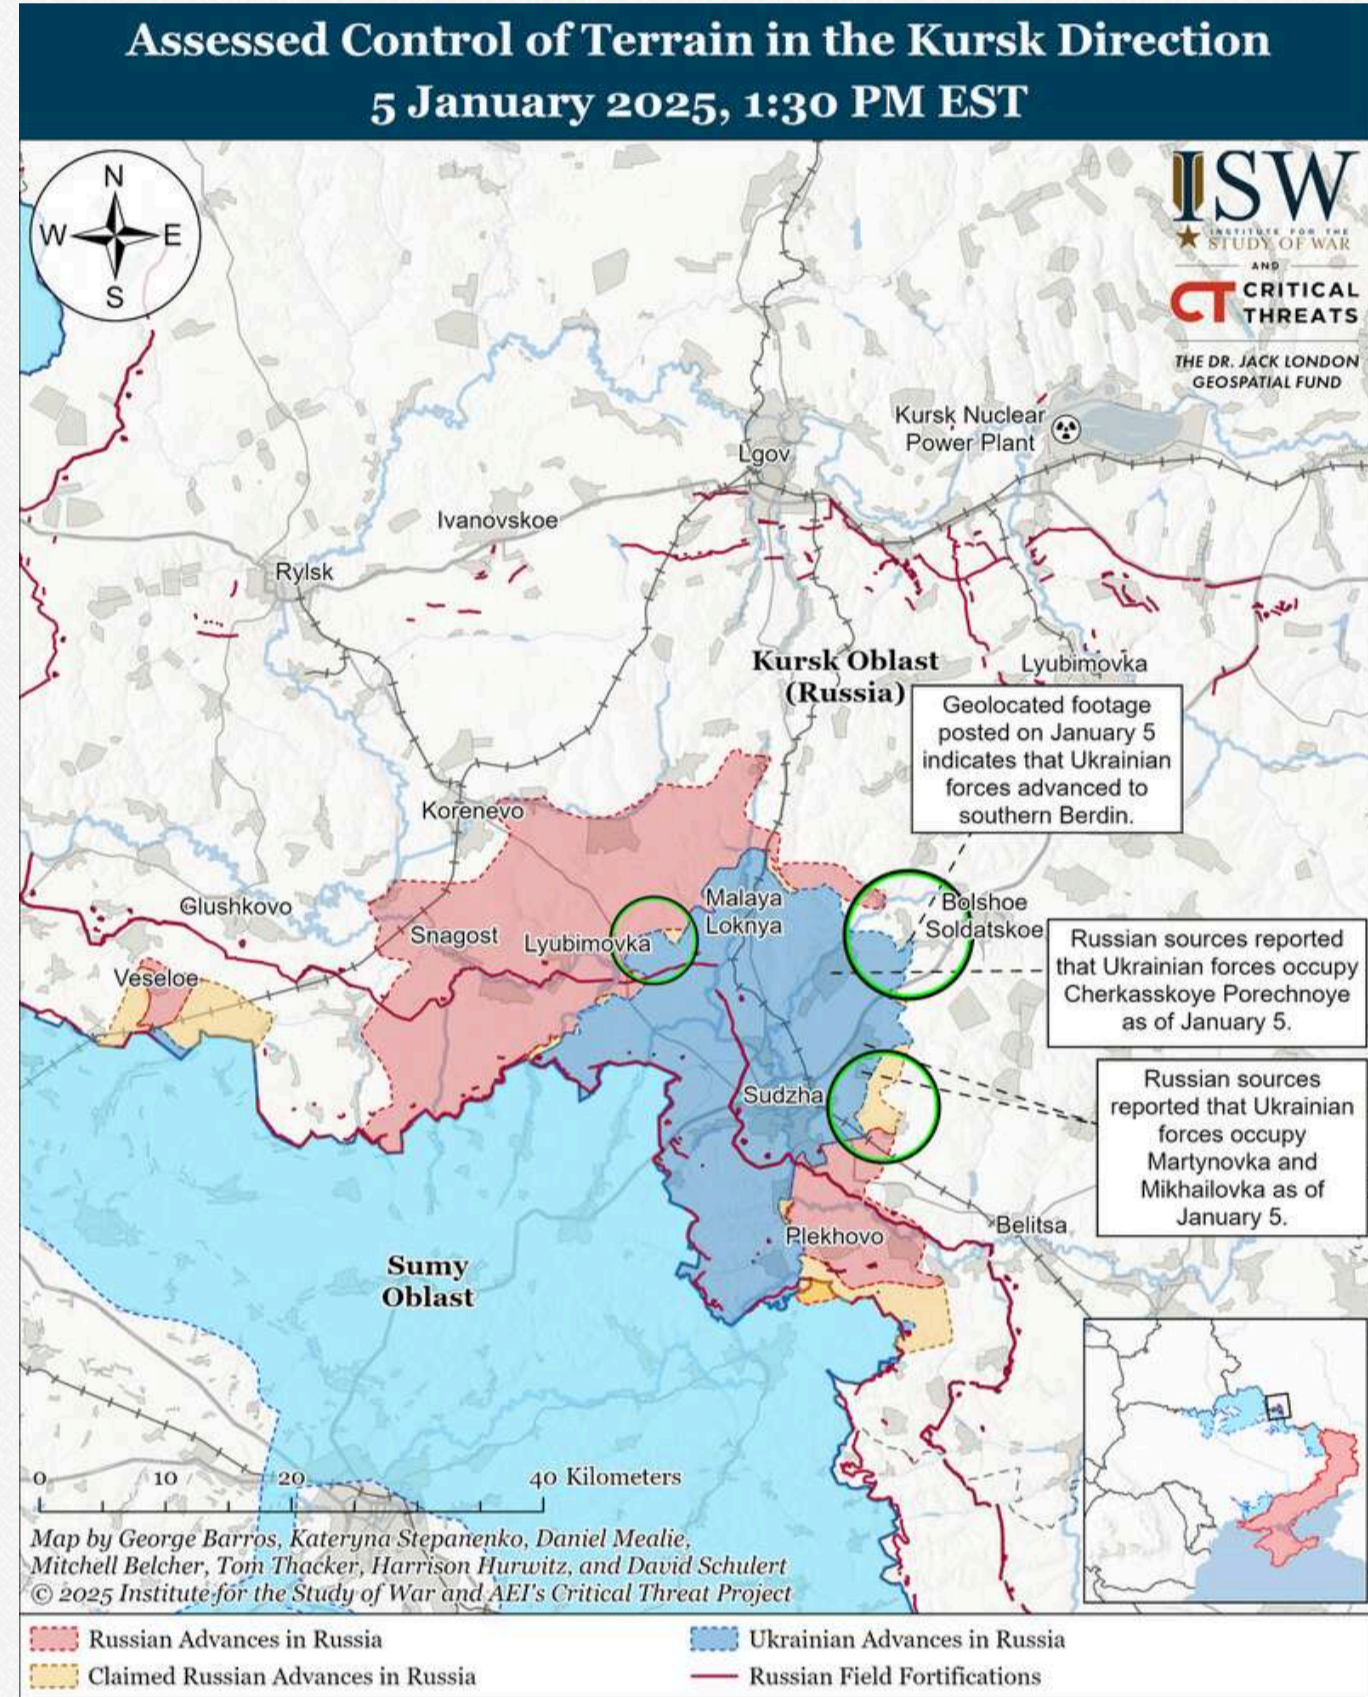 Assessed Control of Terrain in the Kursk Direction
5 January 2025, 1:30 PM EST
N
W
E
S
ISW
INSTITUTE FOR THE
STUDY OF WAR
AND
CT CRITICAL
THREATS
THE DR. JACK LONDON
GEOSPATIAL FUND
Kursk Nuclear
Power Plant
Lgov
Ivanovskoe
Rylsk
Kursk Oblast
(Russia)
Lyubimovka
Geolocated footage
posted on January 5
indicates that Ukrainian
forces advanced to
southern Berdin.
Korenevo
Glushkovo
Malaya
Loknya
Bolshoe
Soldatskoe
Snagost
Lyubimovka
Russian sources reported
that Ukrainian forces occupy
Cherkasskoye Porechnoye
as of January 5.
Veseloe
Sudzha
Russian sources
reported that Ukrainian
forces occupy
Martynovka and
Mikhailovka as of
January 5.
Belitsa
Plekhovo
Sumy
Oblast
0 10 20 40 Kilometers
Map by George Barros, Kateryna Stepanenko, Daniel Mealie,
Mitchell Belcher, Tom Thacker, Harrison Hurwitz, and David Schulert
© 2025 Institute for the Study of War and AEI's Critical Threat Project
Russian Advances in Russia
Ukrainian Advances in Russia
Claimed Russian Advances in Russia
Russian Field Fortifications